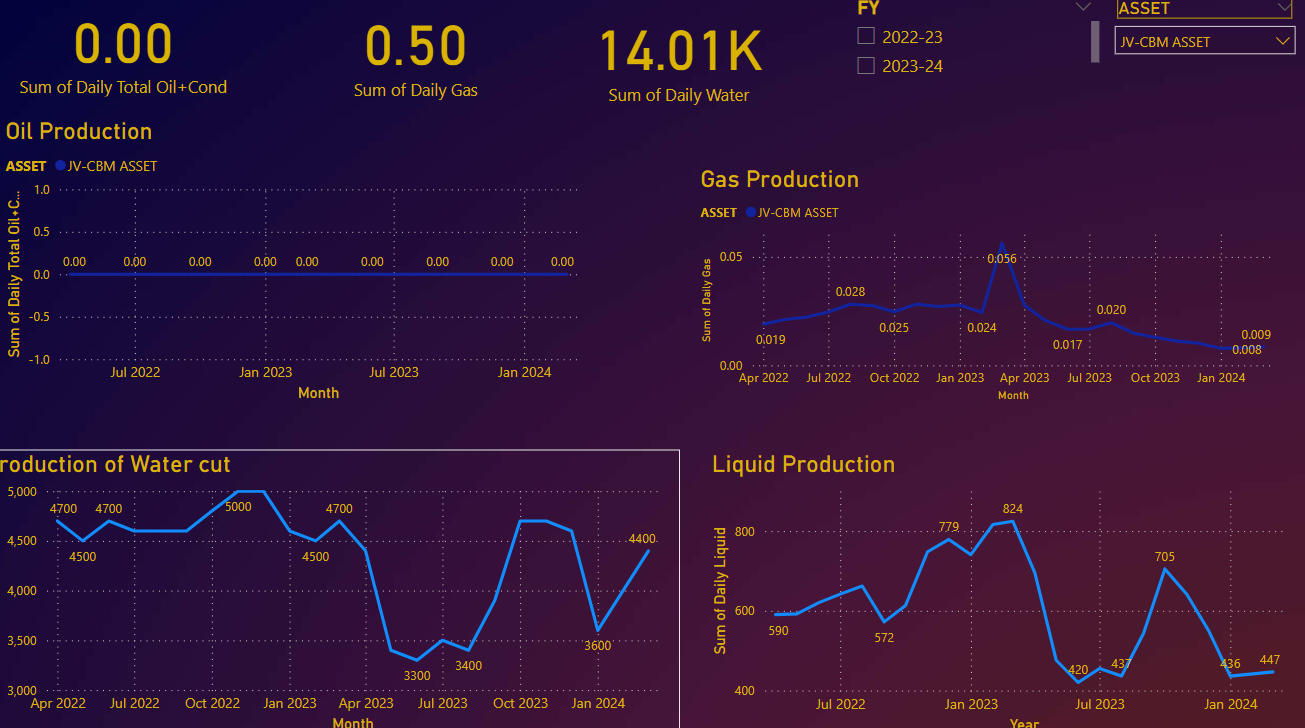 0.00
Sum of Daily Total Oil+Cond
0.50
Sum of Daily Gas
14.01K
Sum of Daily Water
FY
2022-23
2023-24
ASSET
JV-CBM ASSET
Oil Production
ASSET JV-CBM ASSET
Sum of Daily Total Oil+C...
1.0
0.5
0.0
-0.5
-1.0
0.00 0.00 0.00 0.00 0.00 0.00 0.00 0.00 0.00
Jul 2022 Jan 2023 Jul 2023 Jan 2024
Month
Gas Production
ASSET JV-CBM ASSET
Sum of Daily Gas
0.05
0.00
0.019 0.028 0.025 0.024 0.056 0.017 0.020 0.008 0.009
Apr 2022 Jul 2022 Oct 2022 Jan 2023 Apr 2023 Jul 2023 Oct 2023 Jan 2024
Month
roduction of Water cut
5,000
4,500
4,000
3,500
3,000
4700 4500 4700 5000 4500 4700 3300 3400 3600 4400
Apr 2022 Jul 2022 Oct 2022 Jan 2023 Apr 2023 Jul 2023 Oct 2023 Jan 2024
Month
Liquid Production
Sum of Daily Liquid
800
600
400
590 572 779 824 420 437 705 436 447
Jul 2022 Jan 2023 Jul 2023 Jan 2024
Year